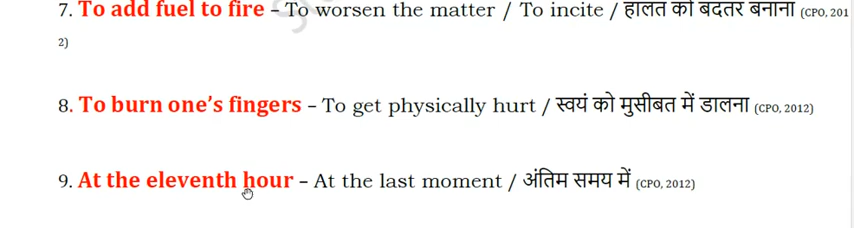 7. To add fuel to fire – To worsen the matter / To incite / हालत को बदतर बनाना (CPO, 201
2)
8. To burn one's fingers – To get physically hurt / स्वयं को मुसीबत में डालना (CPO, 2012)
9. At the eleventh hour – At the last moment / अंतिम समय में (CPO, 2012)